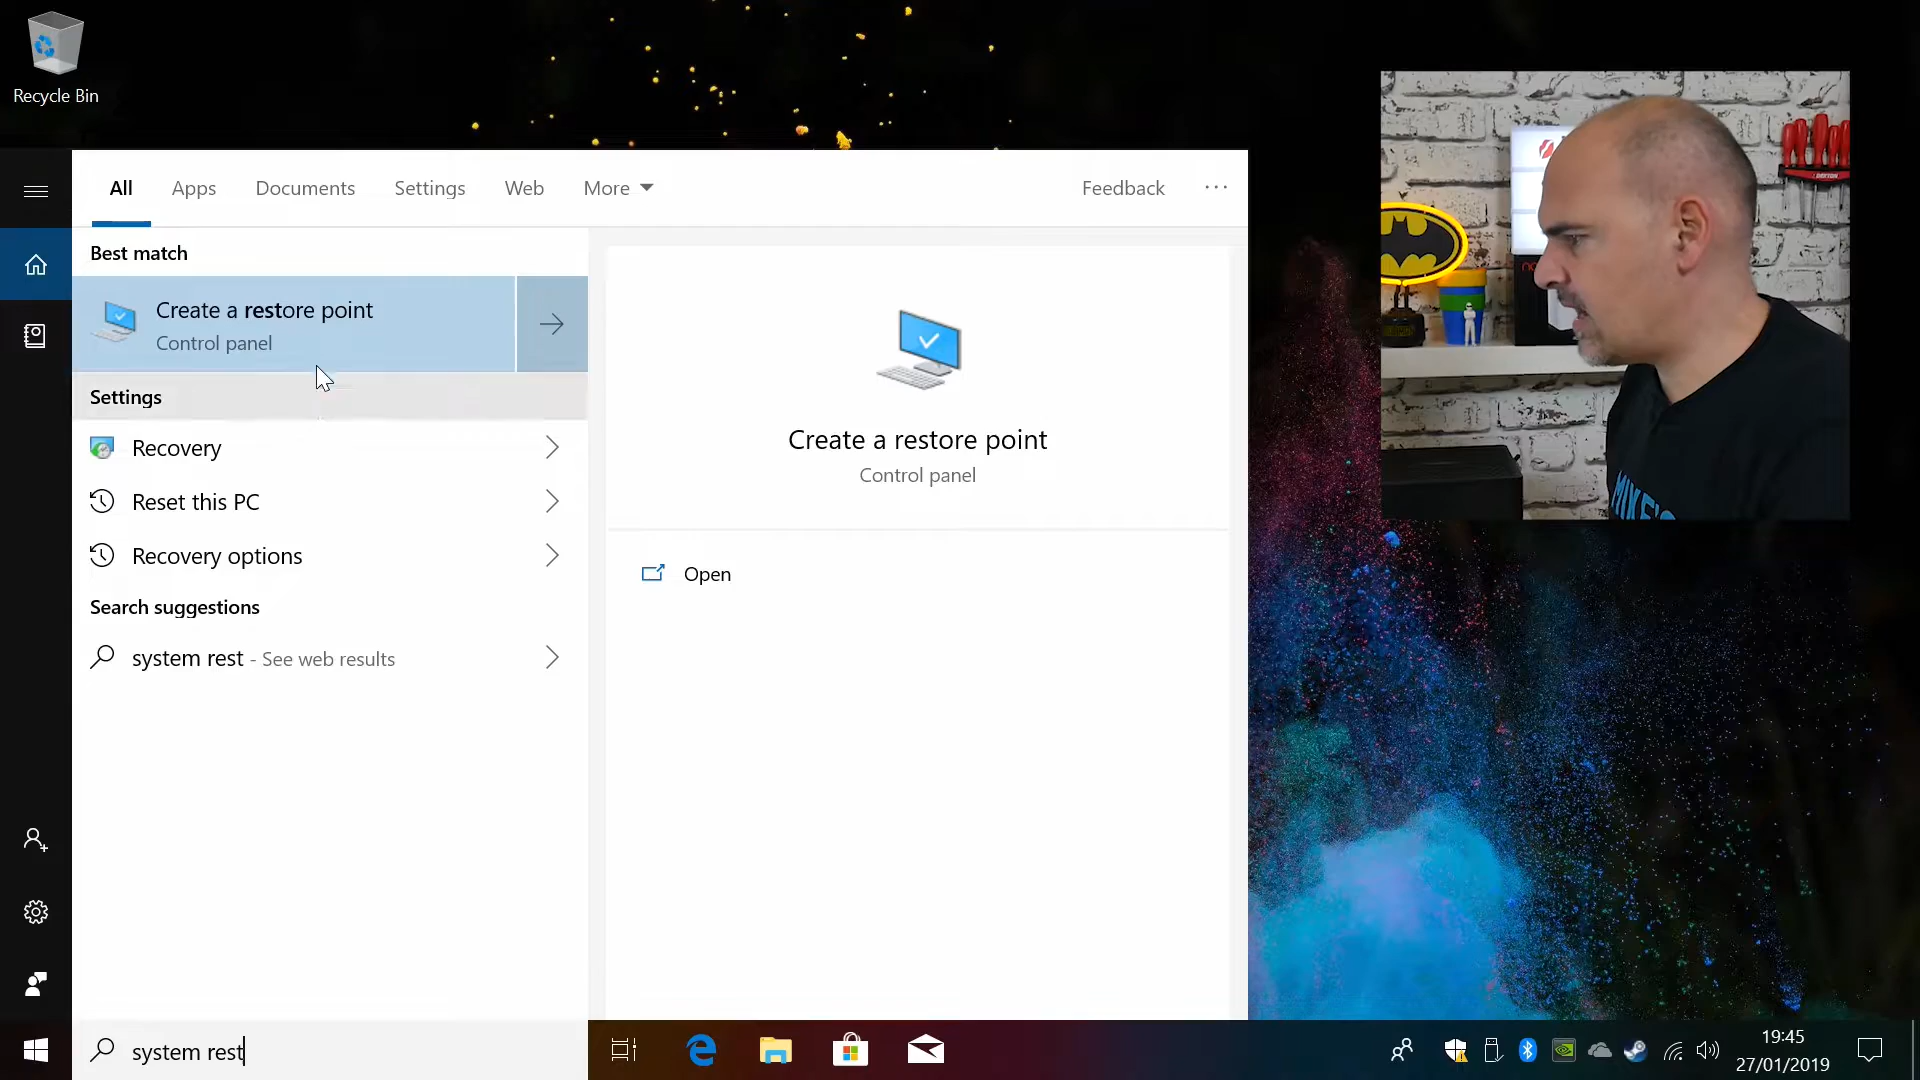 Recycle Bin
All Apps Documents Settings Web More Feedback
Best match
Create a restore point
Control panel
Settings
Recovery
Reset this PC
Recovery options
Search suggestions
system rest - See web results
Create a restore point
Control panel
Open
MIKE'S
system rest
19:45
27/01/2019